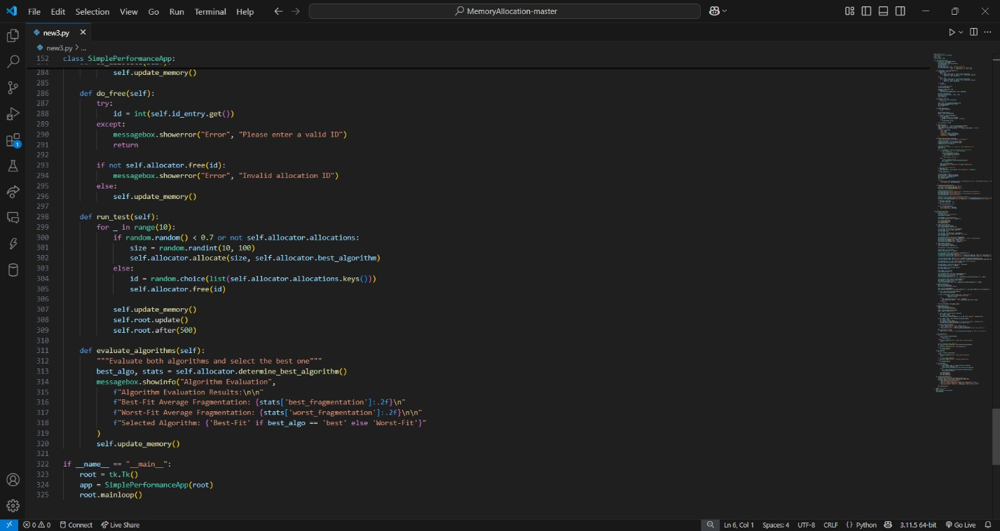 File Edit Selection View Go Run Terminal Help
MemoryAllocation-master
new3.py
new3.py > ...
152 class SimplePerformanceApp:
284 self.update_memory()
285
286 def do_free(self):
287 try:
288 id = int(self.id_entry.get())
289 except:
290 messagebox.showerror("Error", "Please enter a valid ID")
291 return
292
293 if not self.allocator.free(id):
294 messagebox.showerror("Error", "Invalid allocation ID")
295 else:
296 self.update_memory()
297
298 def run_test(self):
299 for _ in range(10):
300 if random.random() < 0.7 or not self.allocator.allocations:
301 size = random.randint(10, 100)
302 self.allocator.allocate(size, self.allocator.best_algorithm)
303 else:
304 id = random.choice(list(self.allocator.allocations.keys()))
305 self.allocator.free(id)
306
307 self.update_memory()
308 self.root.update()
309 self.root.after(500)
310
311 def evaluate_algorithms(self):
312 """Evaluate both algorithms and select the best one"""
313 best_algo, stats = self.allocator.determine_best_algorithm()
314 messagebox.showinfo("Algorithm Evaluation",
315 f"Algorithm Evaluation Results:\n\n"
316 f"Best-Fit Average Fragmentation: {stats['best_fragmentation']:.2f}\n"
317 f"Worst-Fit Average Fragmentation: {stats['worst_fragmentation']:.2f}\n\n"
318 f"Selected Algorithm: {'Best-Fit' if best_algo == 'best' else 'Worst-Fit'}"
319 )
320 self.update_memory()
321
322 if __name__ == "__main__":
323 root = tk.Tk()
324 app = SimplePerformanceApp(root)
325 root.mainloop()
1
0 0 Connect Live Share Ln 6, Col 1 Spaces: 4 UTF-8 CRLF {} Python 3.11.5 64-bit Go Live